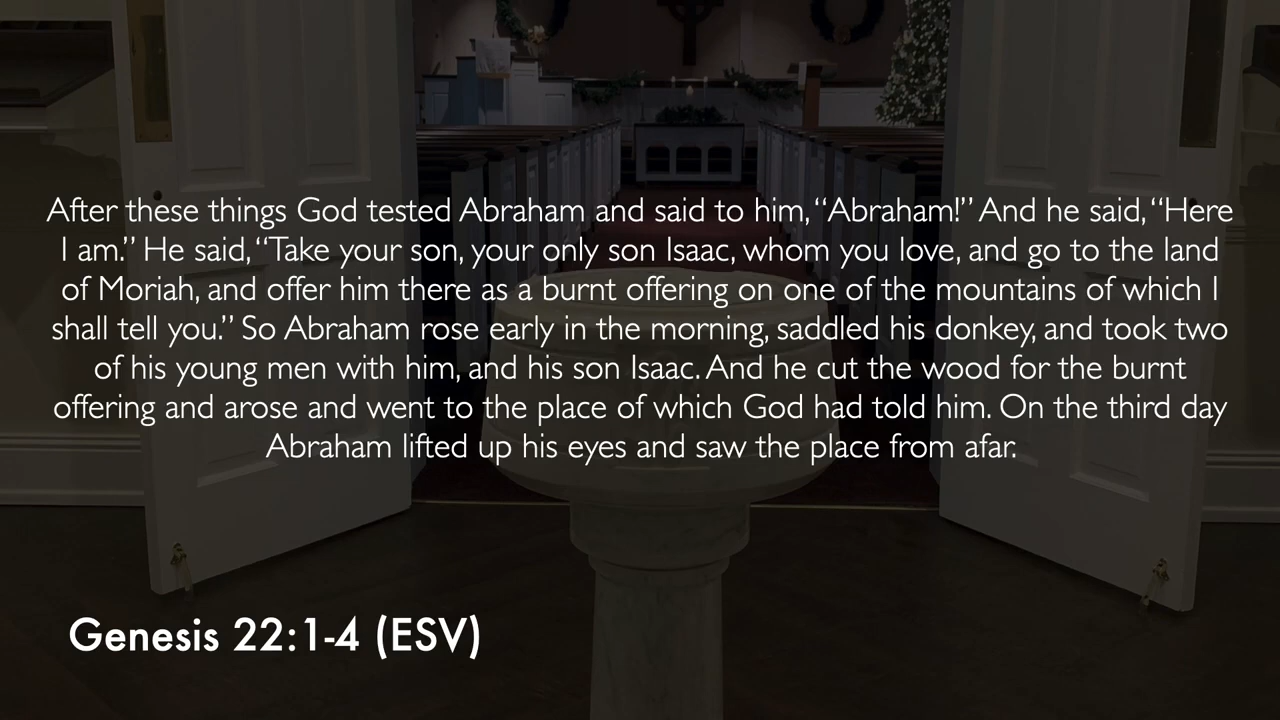 After these things God tested Abraham and said to him, “Abraham!” And he said, “Here
I am.” He said, “Take your son, your only son Isaac, whom you love, and go to the land
of Moriah, and offer him there as a burnt offering on one of the mountains of which I
shall tell you.” So Abraham rose early in the morning, saddled his donkey, and took two
of his young men with him, and his son Isaac. And he cut the wood for the burnt
offering and arose and went to the place of which God had told him. On the third day
Abraham lifted up his eyes and saw the place from afar.
Genesis 22:1-4 (ESV)